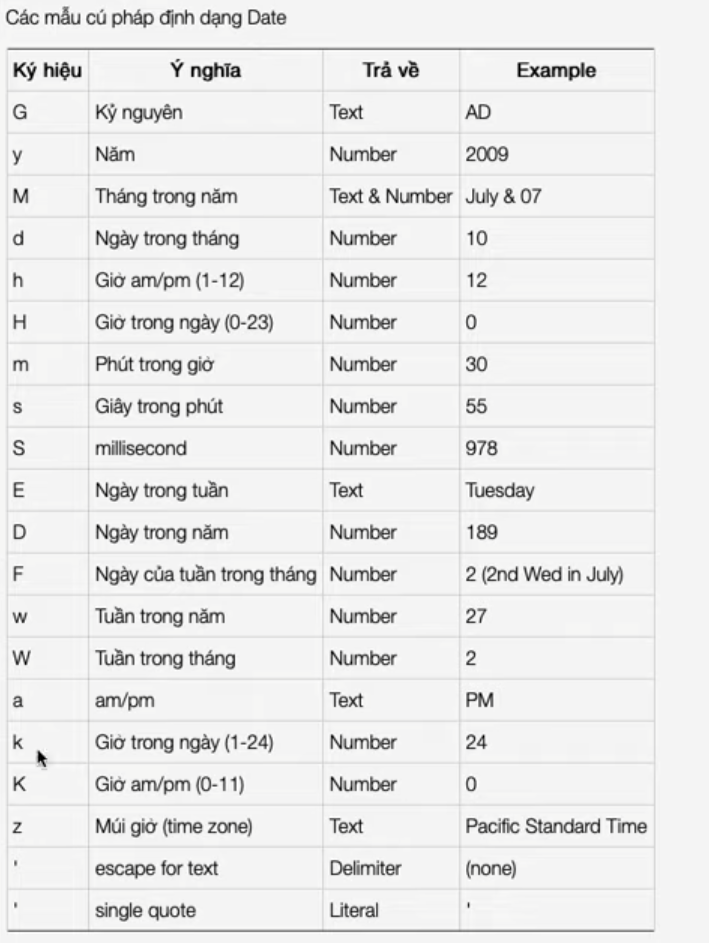 Các mẫu cú pháp định dạng Date
Ký hiệu Ý nghĩa Trả về Example
G Kỷ nguyên Text AD
y Năm Number 2009
M Tháng trong năm Text & Number July & 07
d Ngày trong tháng Number 10
h Giờ am/pm (1-12) Number 12
H Giờ trong ngày (0-23) Number 0
m Phút trong giờ Number 30
s Giây trong phút Number 55
S millisecond Number 978
E Ngày trong tuần Text Tuesday
D Ngày trong năm Number 189
F Ngày của tuần trong tháng Number 2 (2nd Wed in July)
w Tuần trong năm Number 27
W Tuần trong tháng Number 2
a am/pm Text PM
k Giờ trong ngày (1-24) Number 24
K Giờ am/pm (0-11) Number 0
z Múi giờ (time zone) Text Pacific Standard Time
' escape for text Delimiter (none)
' single quote Literal '